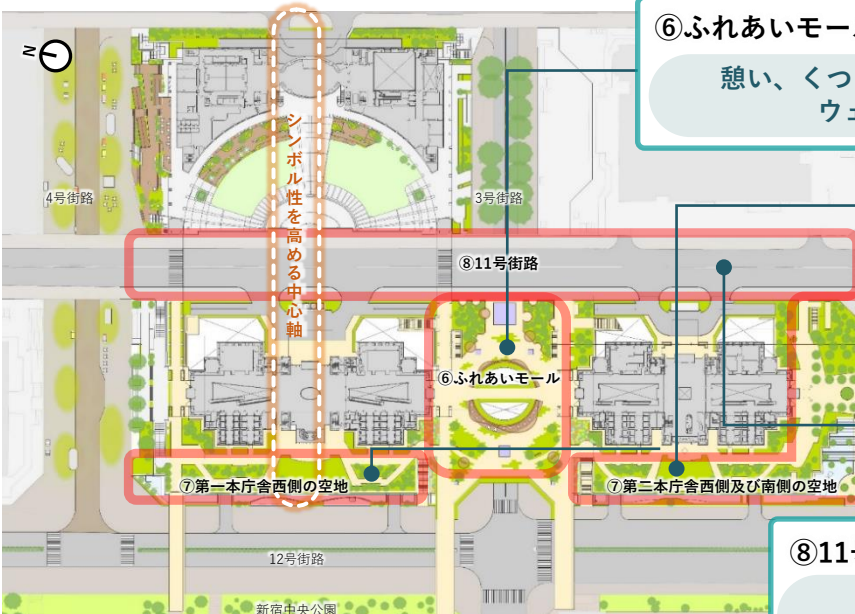 ⑥ふれあいモー
憩い、くつ
ウ
N
シンボル性を高める中心軸
4号街路
3号街路
⑧11号街路
⑥ふれあいモール
⑦第一本庁舎西側の空地
⑦第二本庁舎西側及び南側の空地
12号街路
⑧11
新宿中央公園